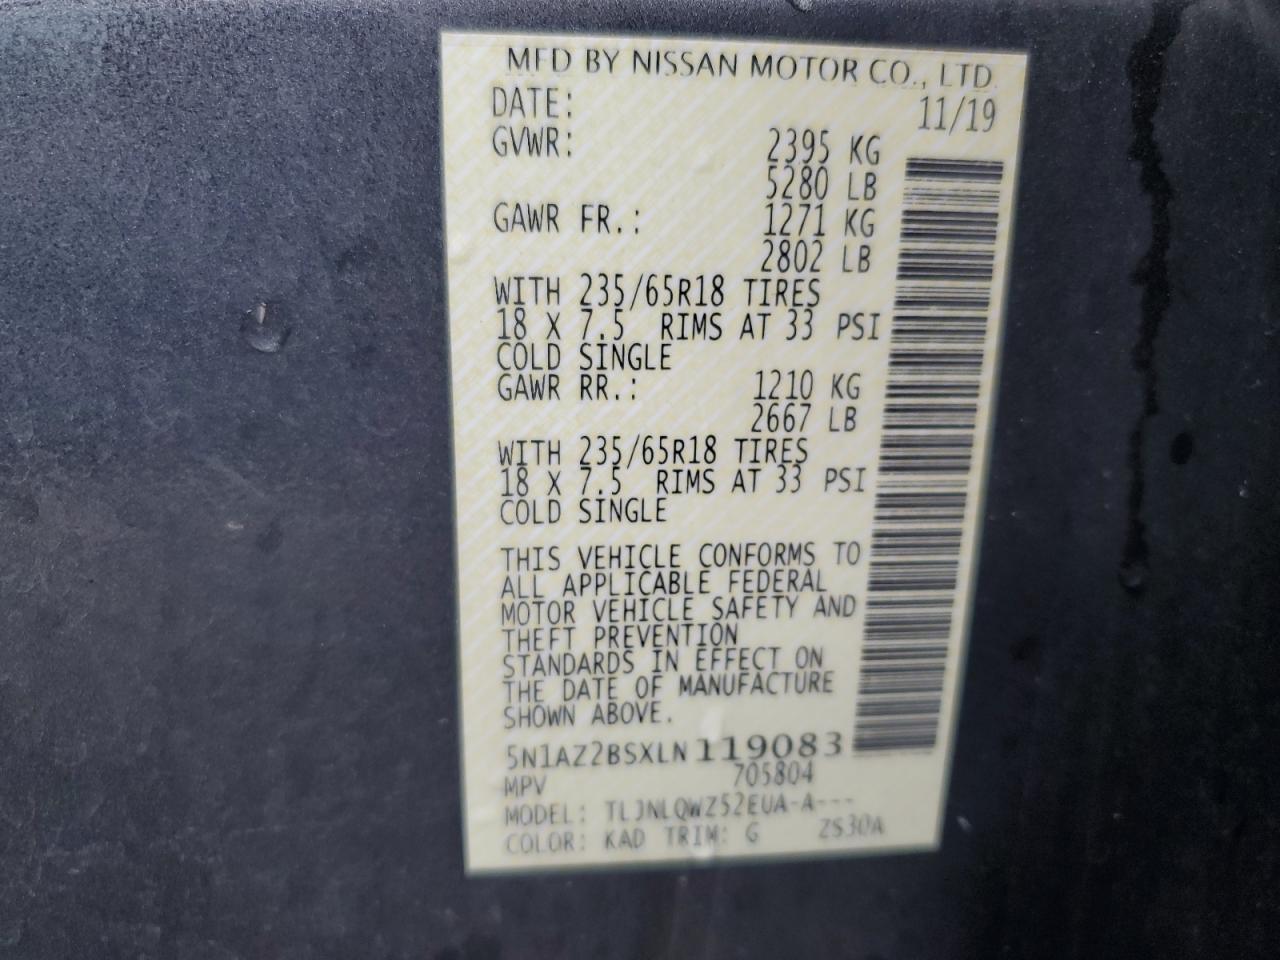 MFD BY NISSAN MOTOR CO., LTD.
DATE: 11/19
GVWR: 2395 KG
5280 LB
GAWR FR.: 1271 KG
2802 LB
WITH 235/65R18 TIRES
18 X 7.5 RIMS AT 33 PSI
COLD SINGLE
GAWR RR.: 1210 KG
2667 LB
WITH 235/65R18 TIRES
18 X 7.5 RIMS AT 33 PSI
COLD SINGLE
THIS VEHICLE CONFORMS TO
ALL APPLICABLE FEDERAL
MOTOR VEHICLE SAFETY AND
THEFT PREVENTION
STANDARDS IN EFFECT ON
THE DATE OF MANUFACTURE
SHOWN ABOVE.
5N1AZ2BSXLN119083
MPV 705804
MODEL: TLJNLQWZ52EUA-A---
COLOR: KAD TRIM: G ZS30A